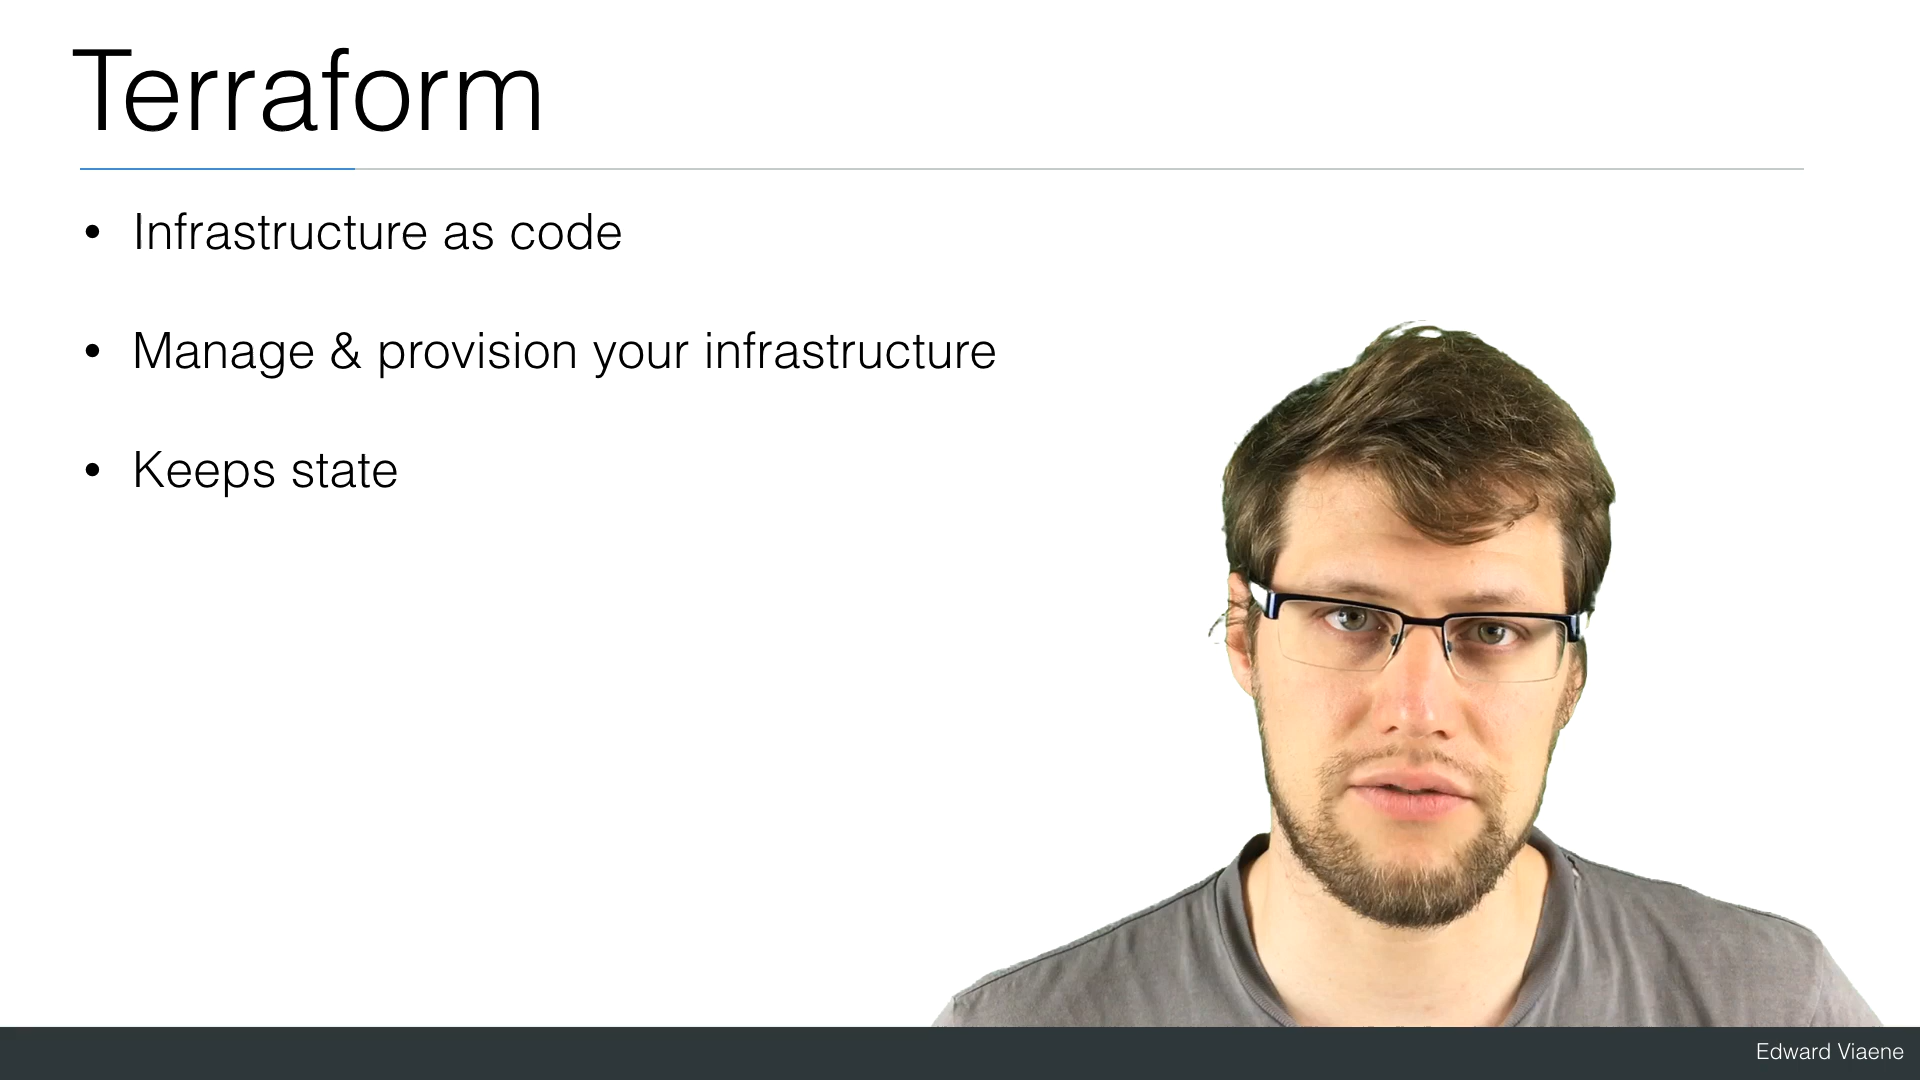 Terraform
• Infrastructure as code
• Manage & provision your infrastructure
• Keeps state
Edward Viaene